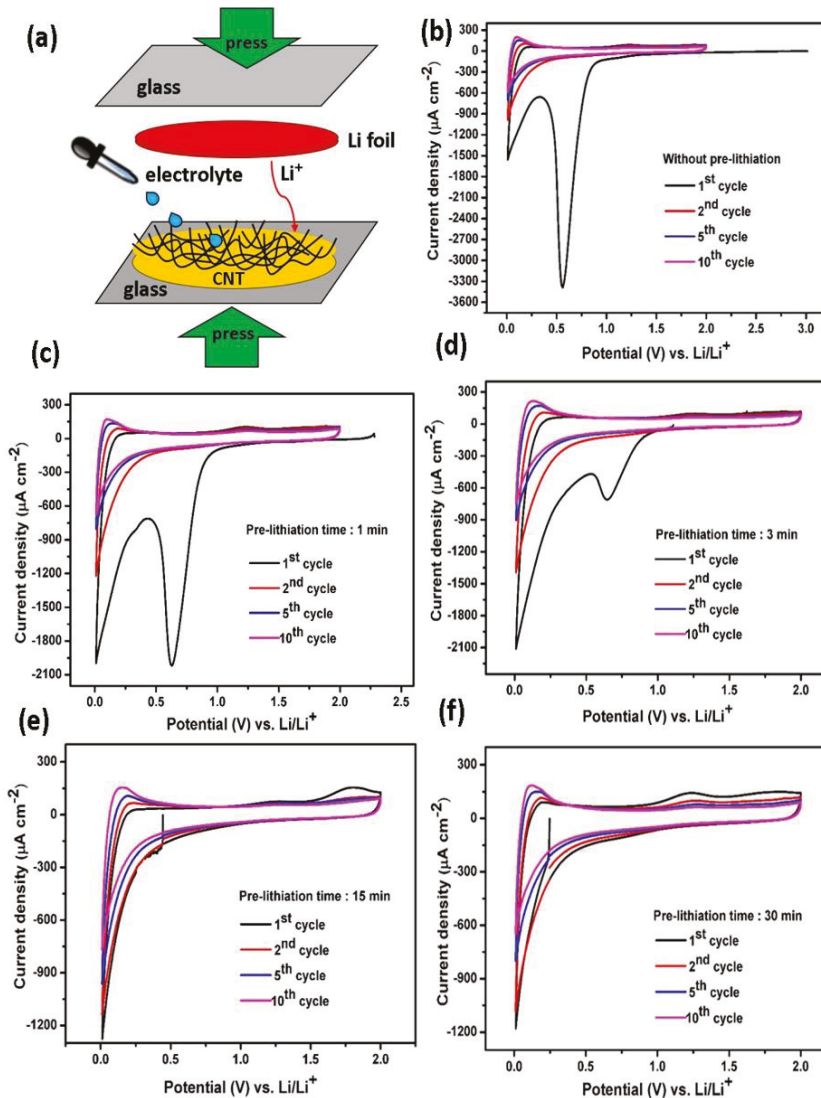 (a)
press
glass
Li foil
electrolyte
Li+
CNT
glass
press
(b)
300
0
-300
-600
-900
-1200
-1500
-1800
-2100
-2400
-2700
-3000
-3300
-3600
Current density (μA cm-2)
Without pre-lithiation
1st cycle
2nd cycle
5th cycle
10th cycle
0.0 0.5 1.0 1.5 2.0 2.5 3.0
Potential (V) vs. Li/Li+
(c)
300
0
-300
-600
-900
-1200
-1500
-1800
-2100
Current density (μA cm-2)
Pre-lithiation time : 1 min
1st cycle
2nd cycle
5th cycle
10th cycle
0.0 0.5 1.0 1.5 2.0 2.5
Potential (V) vs. Li/Li+
(d)
300
0
-300
-600
-900
-1200
-1500
-1800
-2100
Current density (μA cm-2)
Pre-lithiation time : 3 min
1st cycle
2nd cycle
5th cycle
10th cycle
0.0 0.5 1.0 1.5 2.0
Potential (V) vs. Li/Li+
(e)
300
0
-300
-600
-900
-1200
Current density (μA cm-2)
Pre-lithiation time : 15 min
1st cycle
2nd cycle
5th cycle
10th cycle
0.0 0.5 1.0 1.5 2.0
Potential (V) vs. Li/Li+
(f)
300
0
-300
-600
-900
-1200
Current density (μA cm-2)
Pre-lithiation time : 30 min
1st cycle
2nd cycle
5th cycle
10th cycle
0.0 0.5 1.0 1.5 2.0
Potential (V) vs. Li/Li+